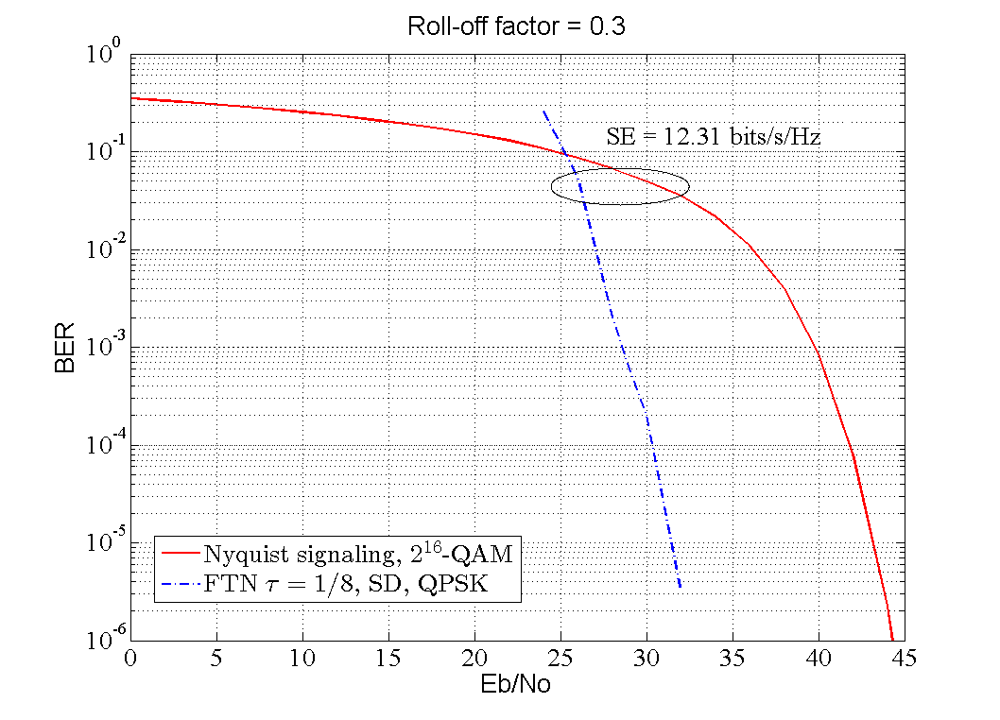 Roll-off factor = 0.3
10^0
10^-1
10^-2
10^-3
10^-4
10^-5
10^-6
BER
SE = 12.31 bits/s/Hz
Nyquist signaling, 2^16-QAM
FTN τ = 1/8, SD, QPSK
0 5 10 15 20 25 30 35 40 45
Eb/No